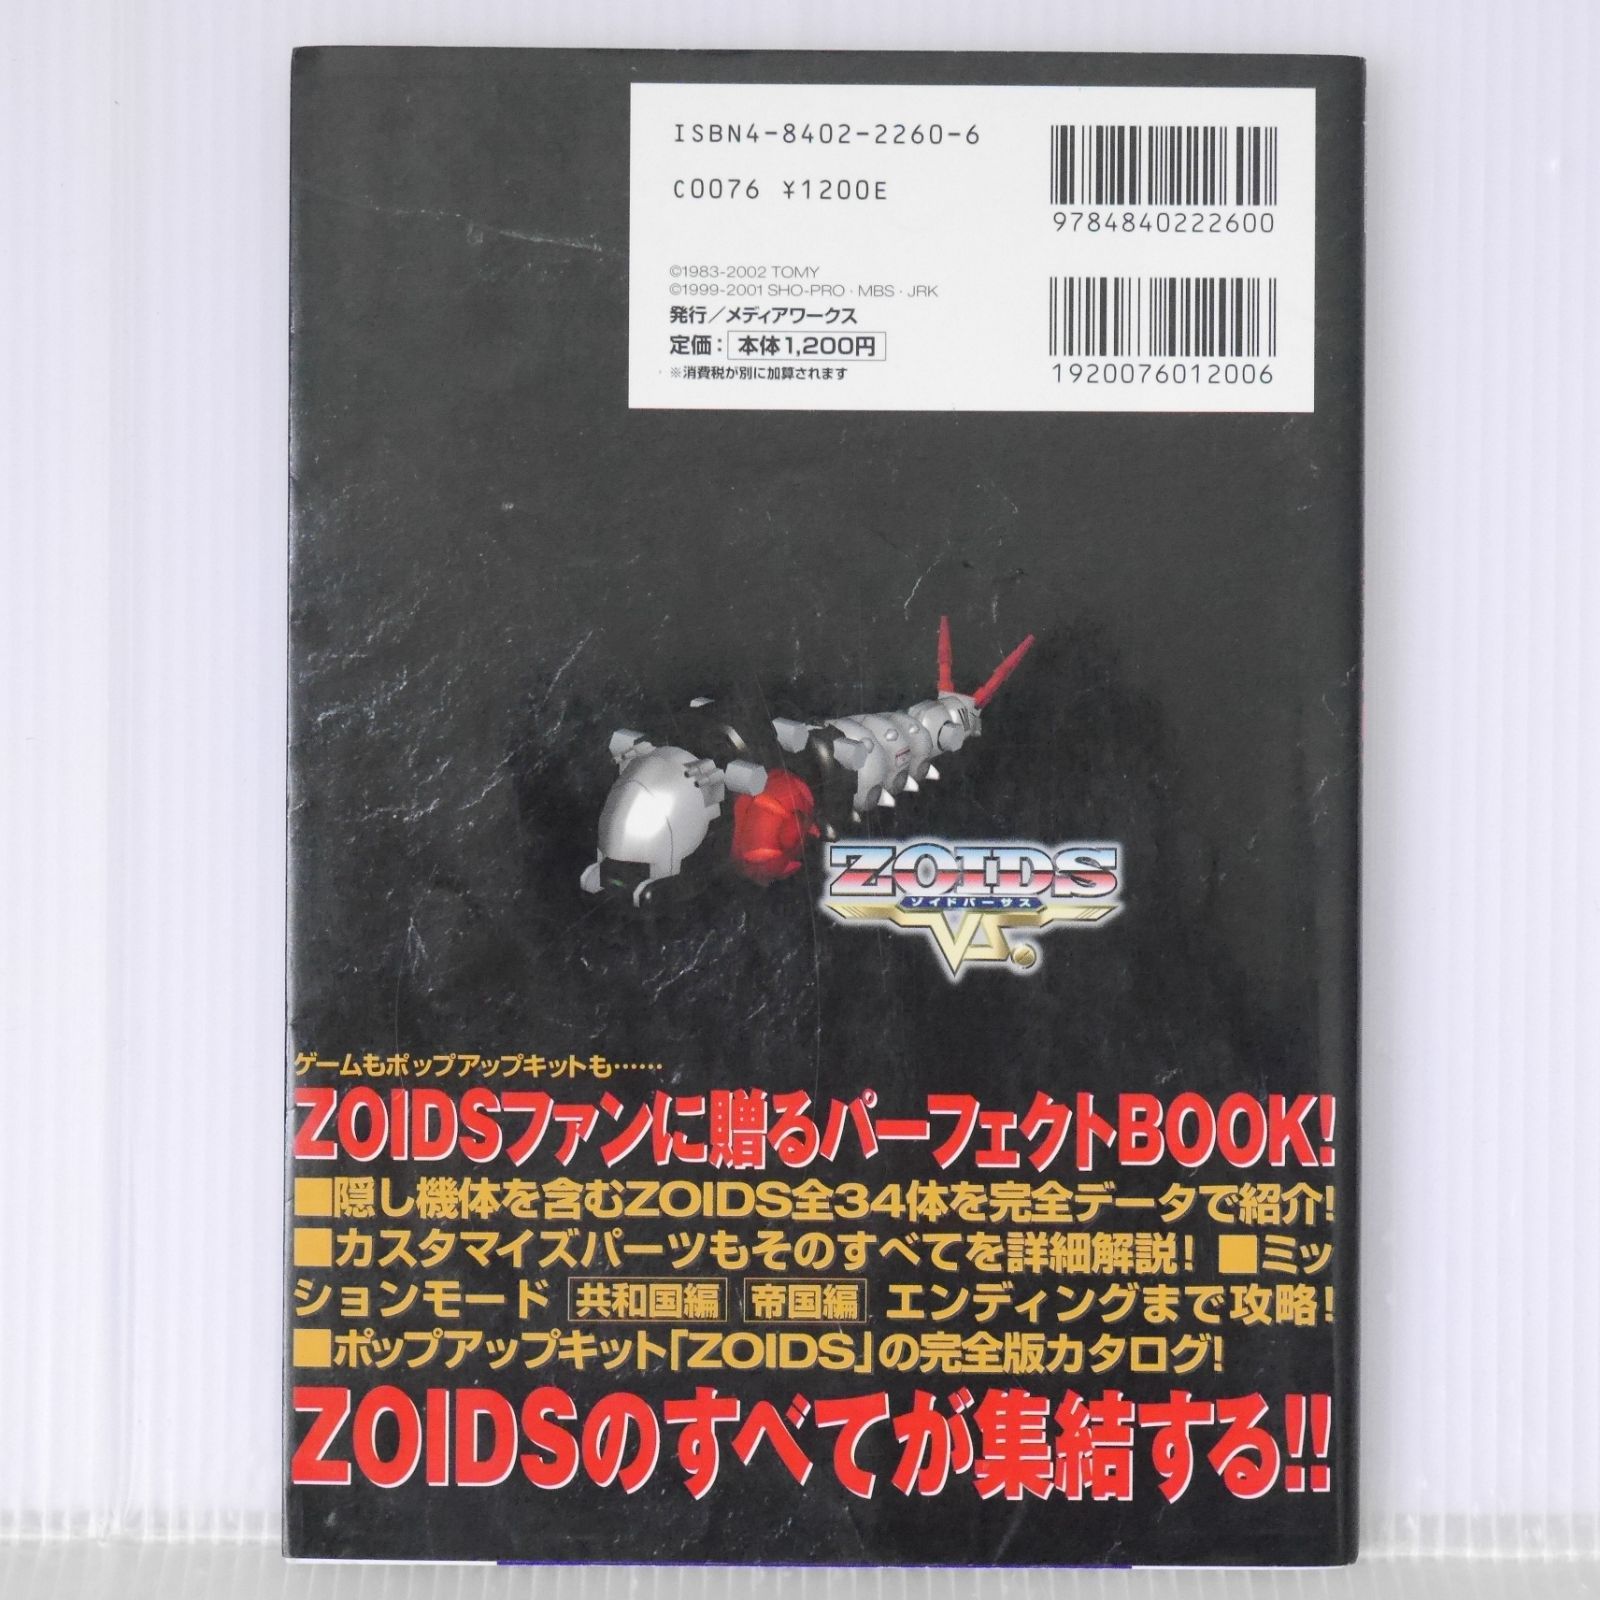 ISBN4-8402-2260-6
C0076 ¥1200E
9784840222600
©1983-2002 TOMY
©1999-2001 SHO-PRO・MBS・JRK
発行／メディアワークス
定価：本体1,200円
※消費税が別に加算されます
1920076012006
ZOIDS
ゾイドバーサス
VS.
ゲームもポップアップキットも……
ZOIDSファンに贈るパーフェクトBOOK!
■隠し機体を含むZOIDS全34体を完全データで紹介!
■カスタマイズパーツもそのすべてを詳細解説! ■ミッ
ションモード 共和国編 帝国編 エンディングまで攻略!
■ポップアップキット「ZOIDS」の完全版カタログ!
ZOIDSのすべてが集結する!!